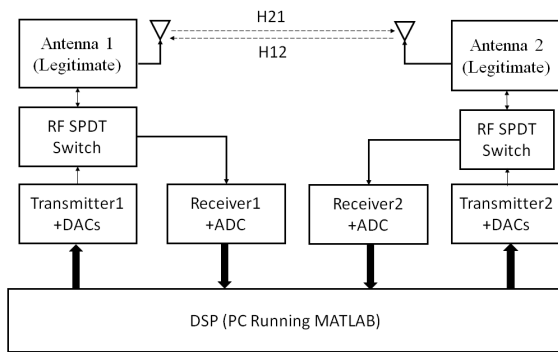 H21
H12
Antenna 1
(Legitimate)
Antenna 2
(Legitimate)
RF SPDT
Switch
RF SPDT
Switch
Transmitter1
+DACs
Receiver1
+ADC
Receiver2
+ADC
Transmitter2
+DACs
DSP (PC Running MATLAB)